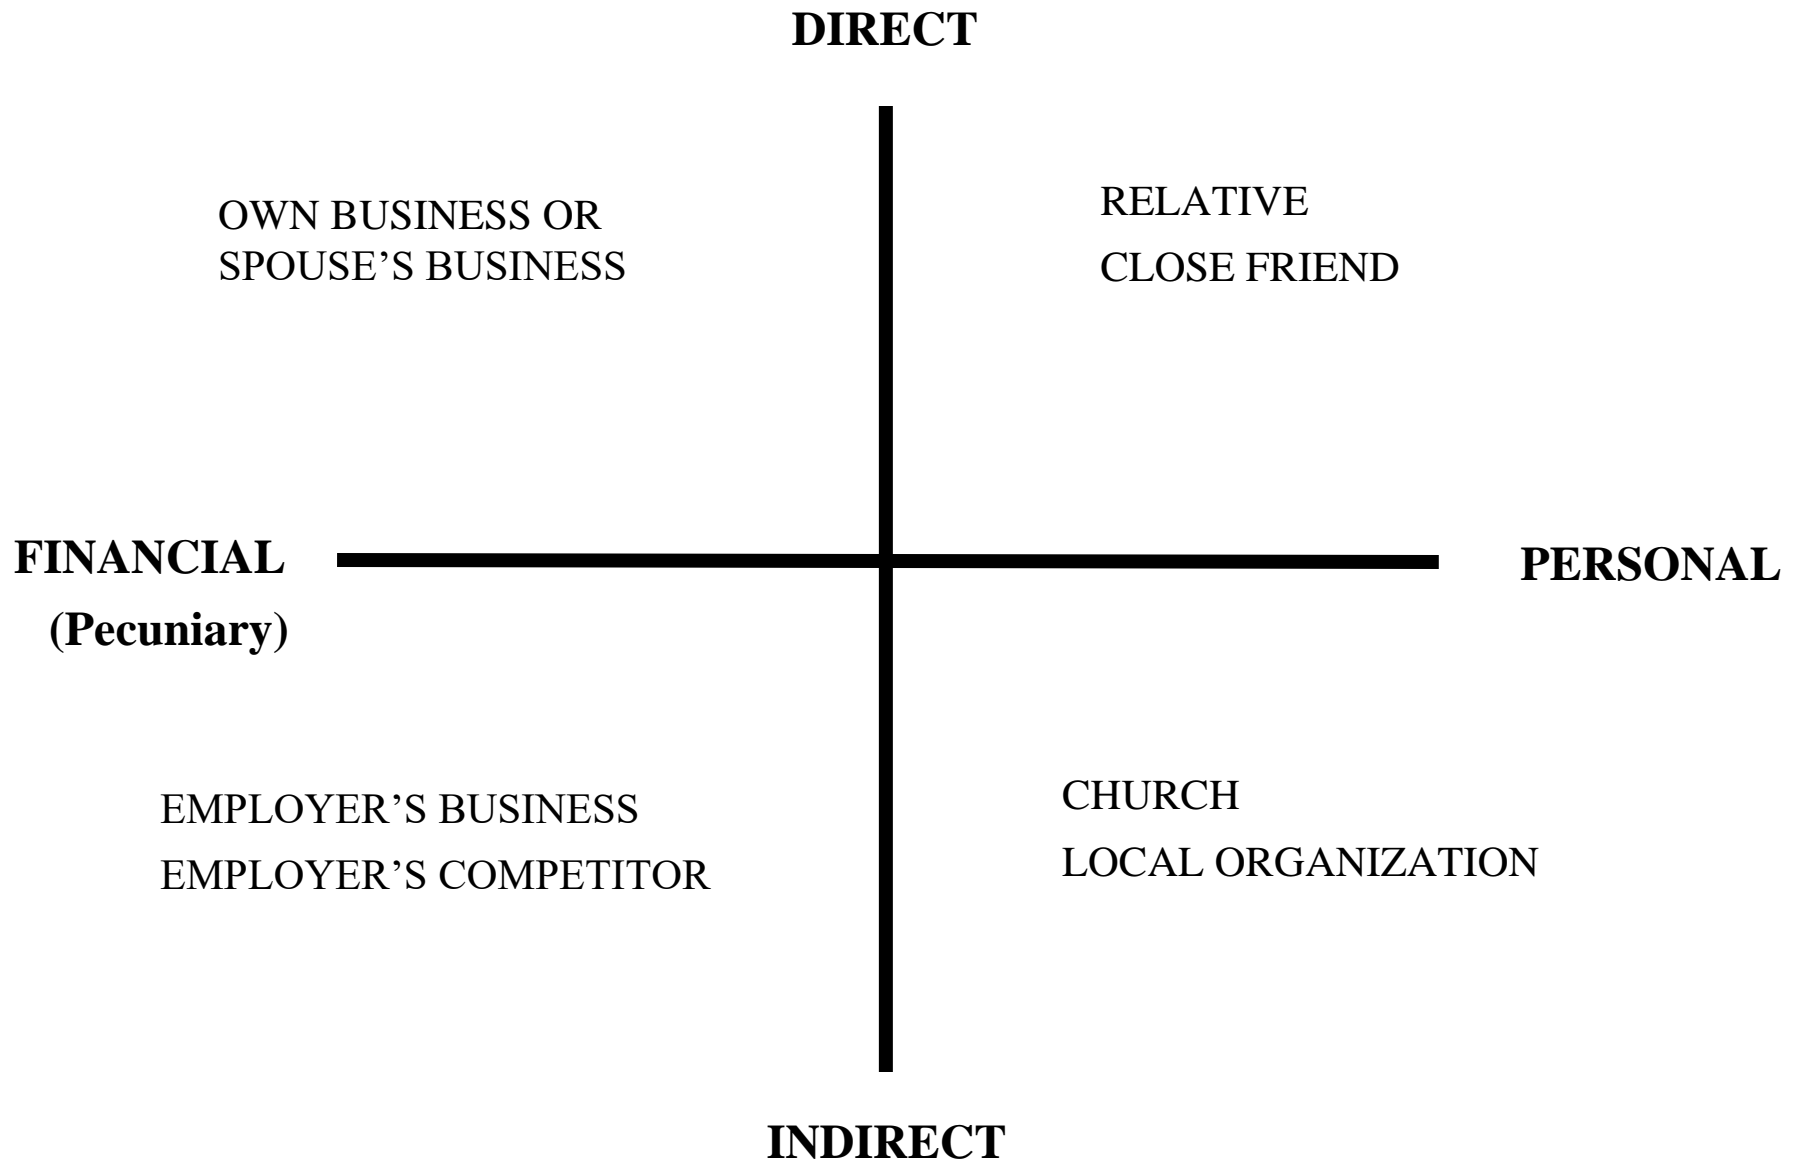 DIRECT
OWN BUSINESS OR
SPOUSE’S BUSINESS
RELATIVE
CLOSE FRIEND
FINANCIAL
(Pecuniary)
PERSONAL
EMPLOYER’S BUSINESS
EMPLOYER’S COMPETITOR
CHURCH
LOCAL ORGANIZATION
INDIRECT